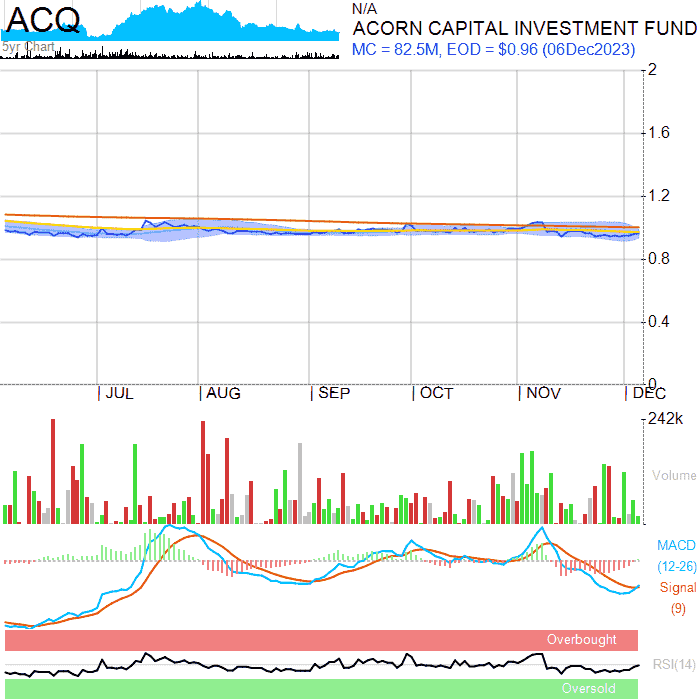 ACQ
N/A
ACORN CAPITAL INVESTMENT FUND
5yr Chart
MC = 82.5M, EOD = $0.96 (06Dec2023)
2
1.6
1.2
0.8
0.4
0
JUL AUG SEP OCT NOV DEC
242k
Volume
MACD
(12-26)
Signal
(9)
Overbought
RSI(14)
Oversold